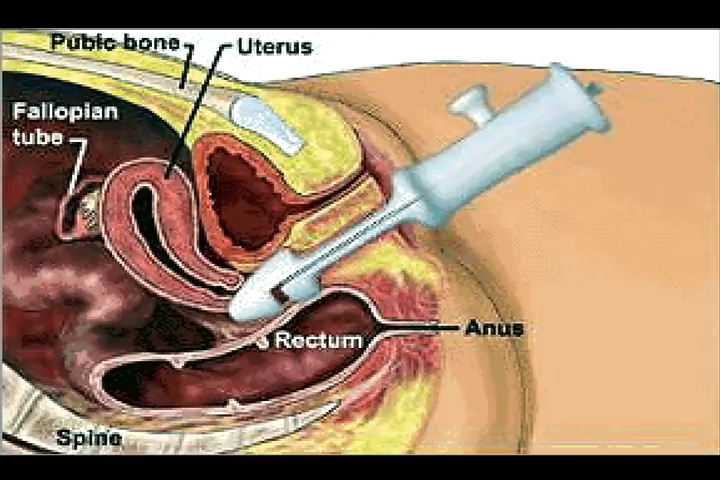 Pubic bone
Uterus
Fallopian
tube
Rectum
Anus
Spine